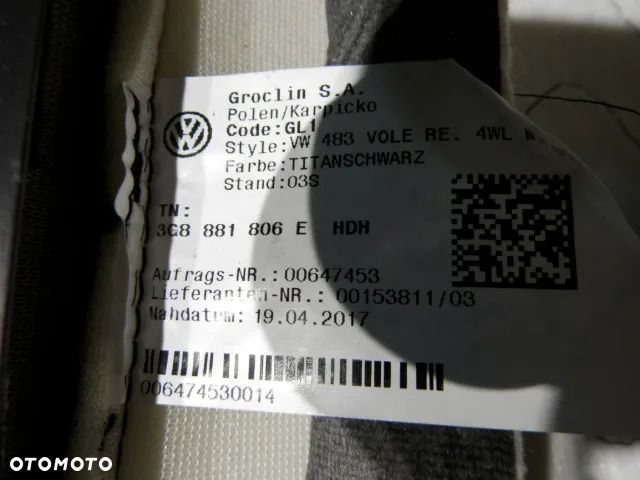 Groclin S.A.
Polen/Karpicko
Code:GL1
Style:VW 483 VOLE RE. 4WL
Farbe:TITANSCHWARZ
Stand:03S
TN:
3G8 881 806 E HDH
Aufrags-NR.:00647453
Lieferanten-NR.: 00153811/03
Nahdatum: 19.04.2017
006474530014
OTOMOTO